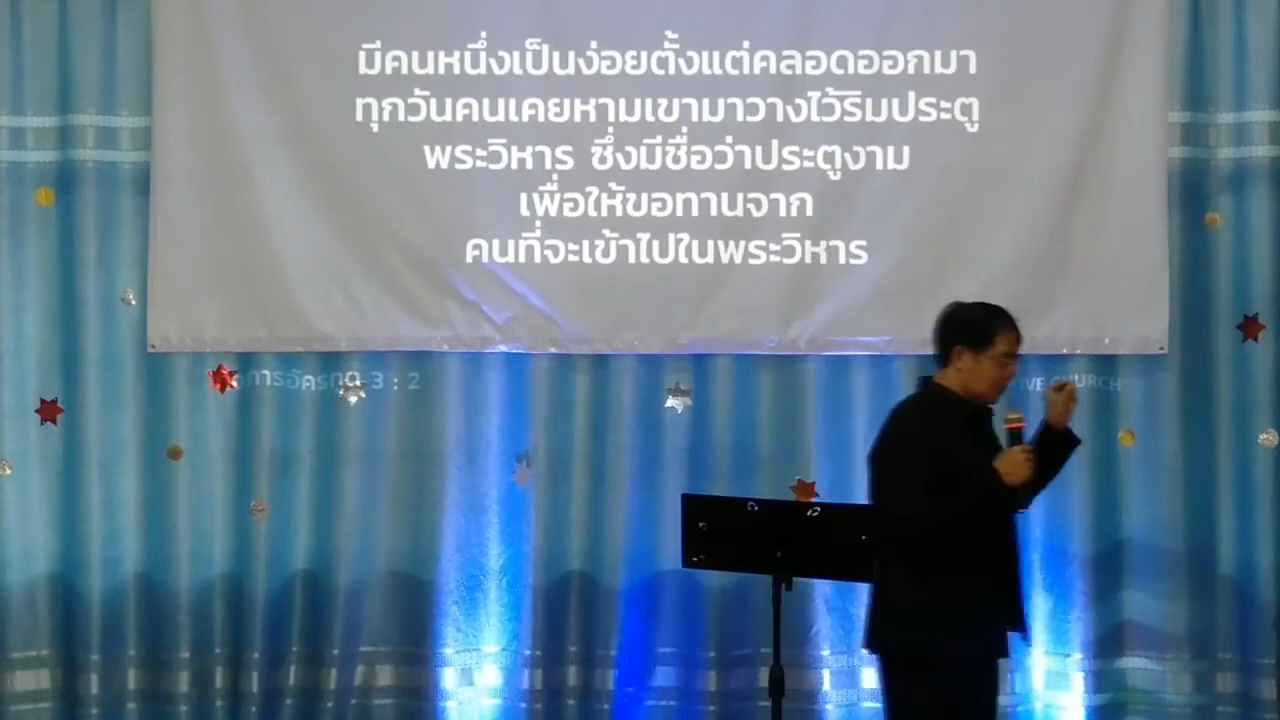 มีคนหนึ่งเป็นง่อยตั้งแต่คลอดออกมา
ทุกวันคนเคยหามเขามาวางไว้ริมประตู
พระวิหาร ซึ่งมีชื่อว่าประตูงาม
เพื่อให้ขอทานจาก
คนที่จะเข้าไปในพระวิหาร
3 : 2
CHURCH